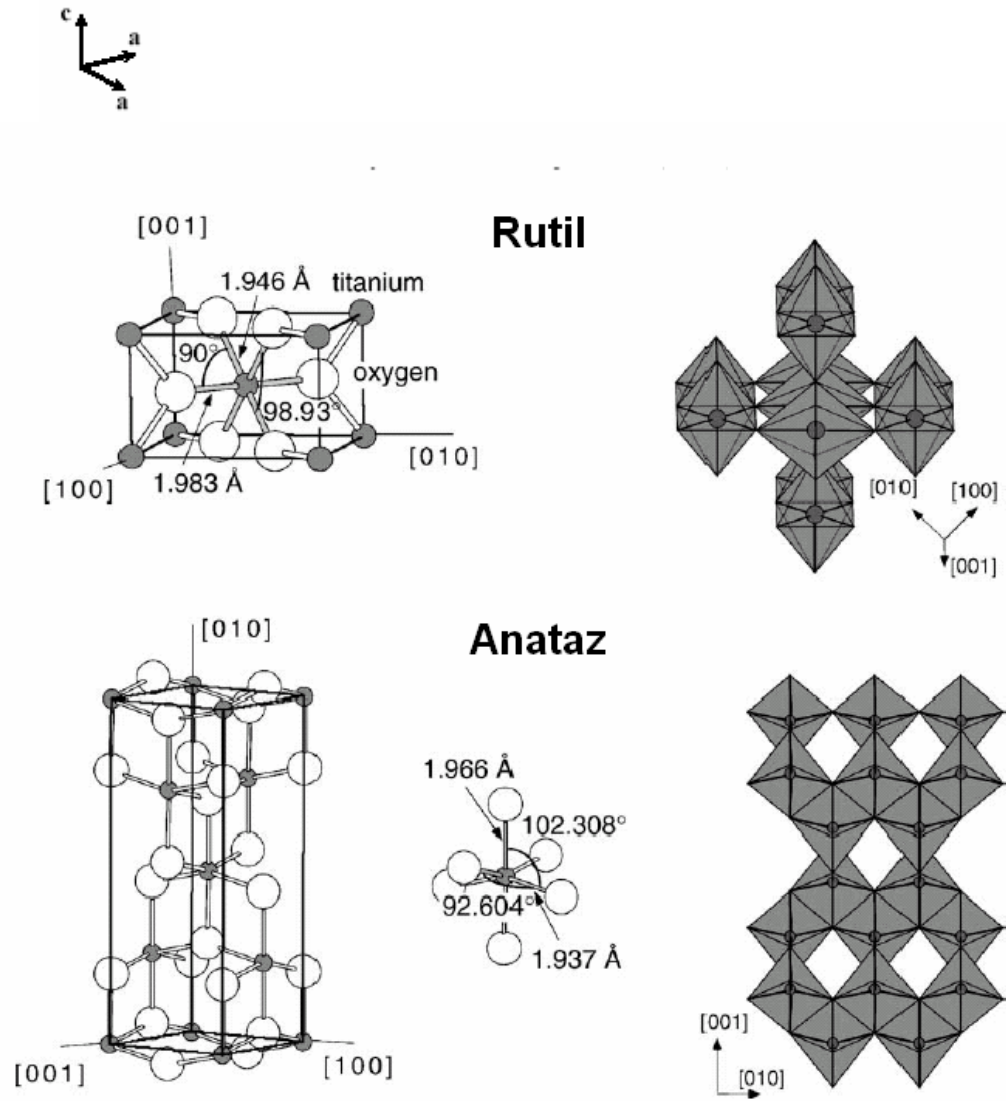 c
a
a
Rutil
[001]
1.946 Å
titanium
90°
oxygen
98.93°
[010]
[100]
1.983 Å
[010]
[100]
[001]
Anataz
[010]
1.966 Å
102.308°
92.604°
1.937 Å
[001]
[100]
[001]
[010]